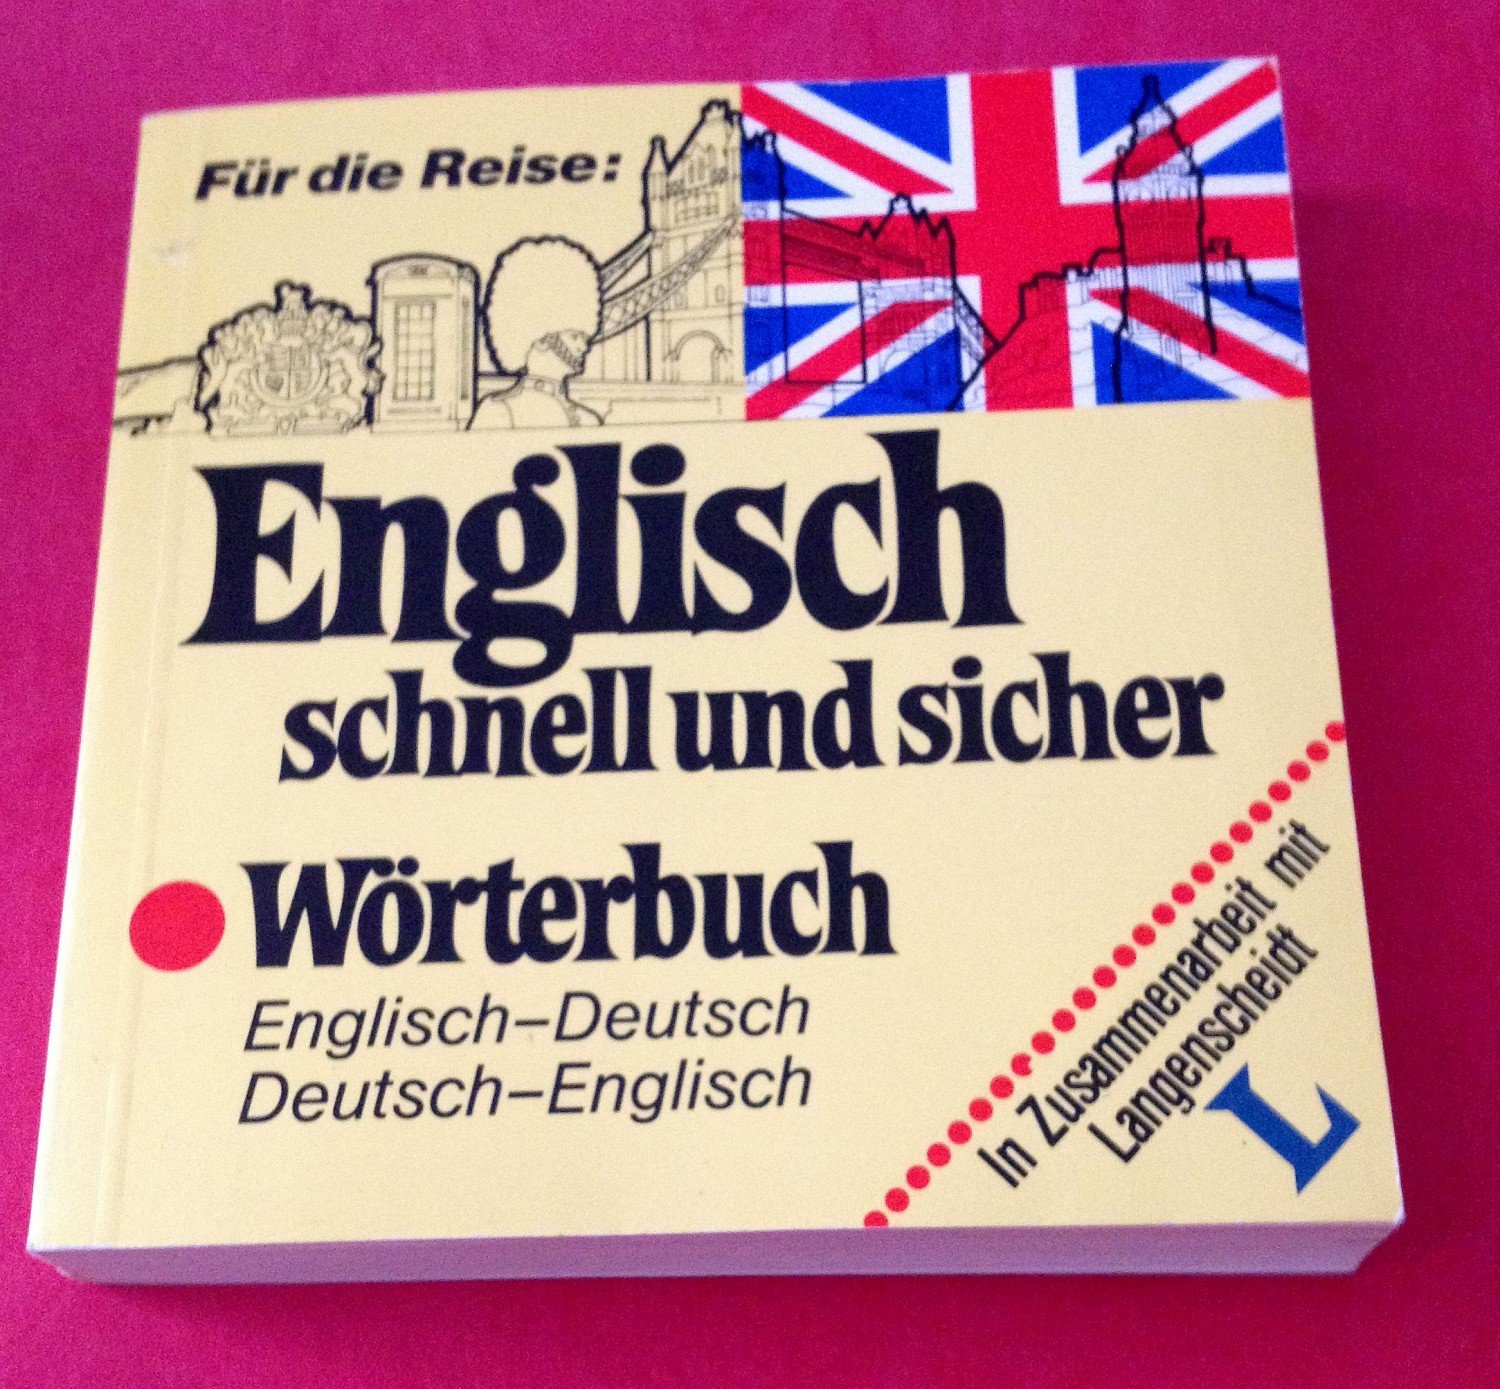 Für die Reise:
Englisch
schnell und sicher
Wörterbuch
Englisch–Deutsch
Deutsch–Englisch
In Zusammenarbeit mit
Langenscheidt
L